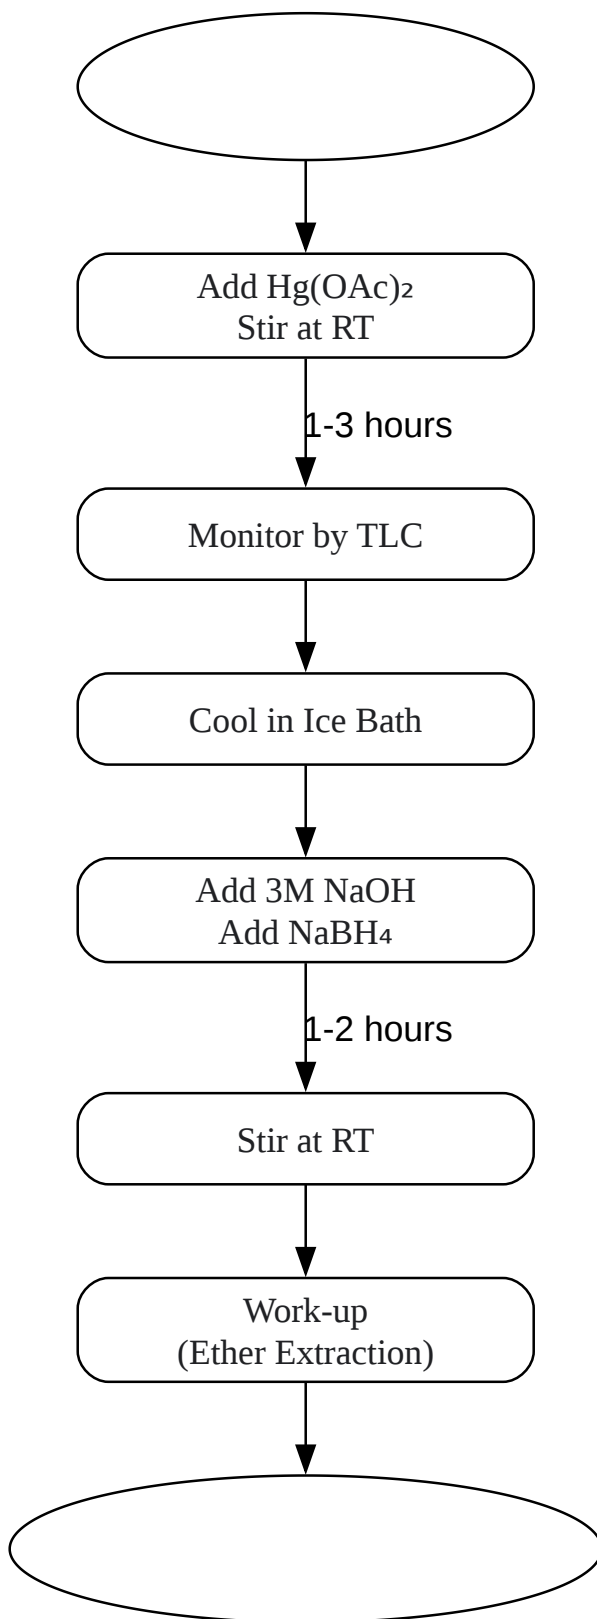 Add Hg(OAc)₂
Stir at RT
1-3 hours
Monitor by TLC
Cool in Ice Bath
Add 3M NaOH
Add NaBH₄
1-2 hours
Stir at RT
Work-up
(Ether Extraction)